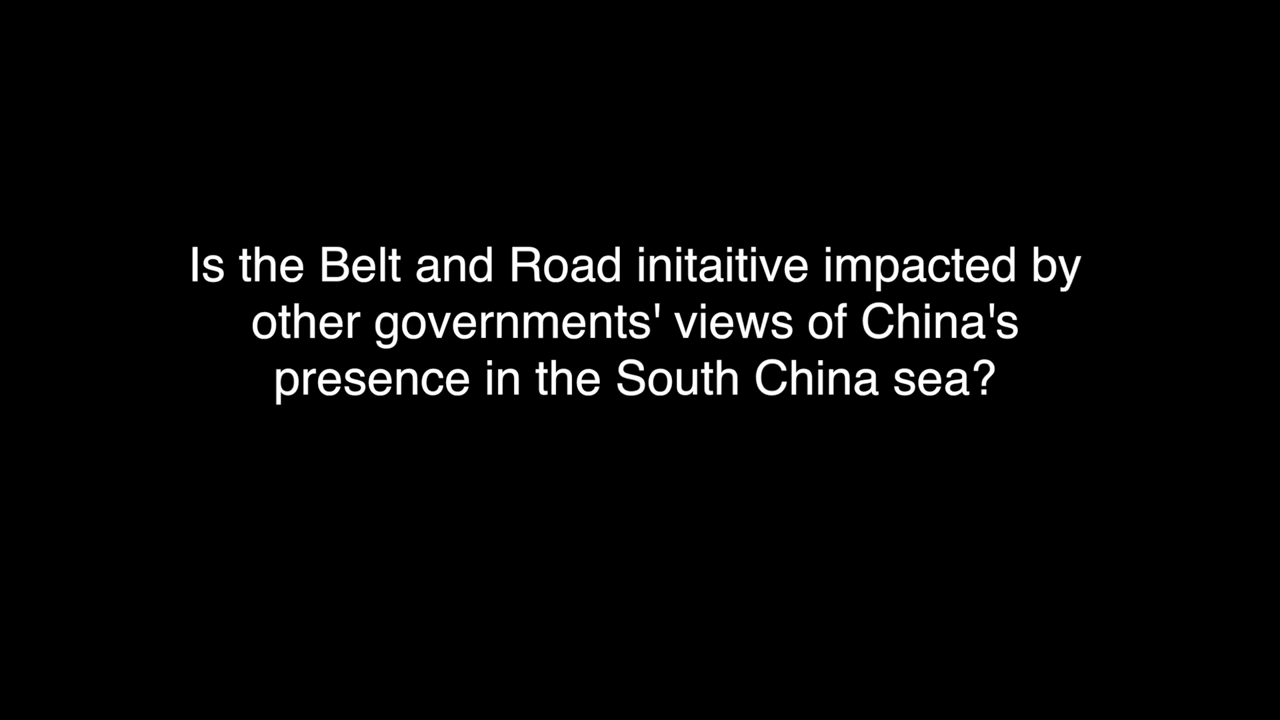 Is the Belt and Road initaitive impacted by
other governments' views of China's
presence in the South China sea?